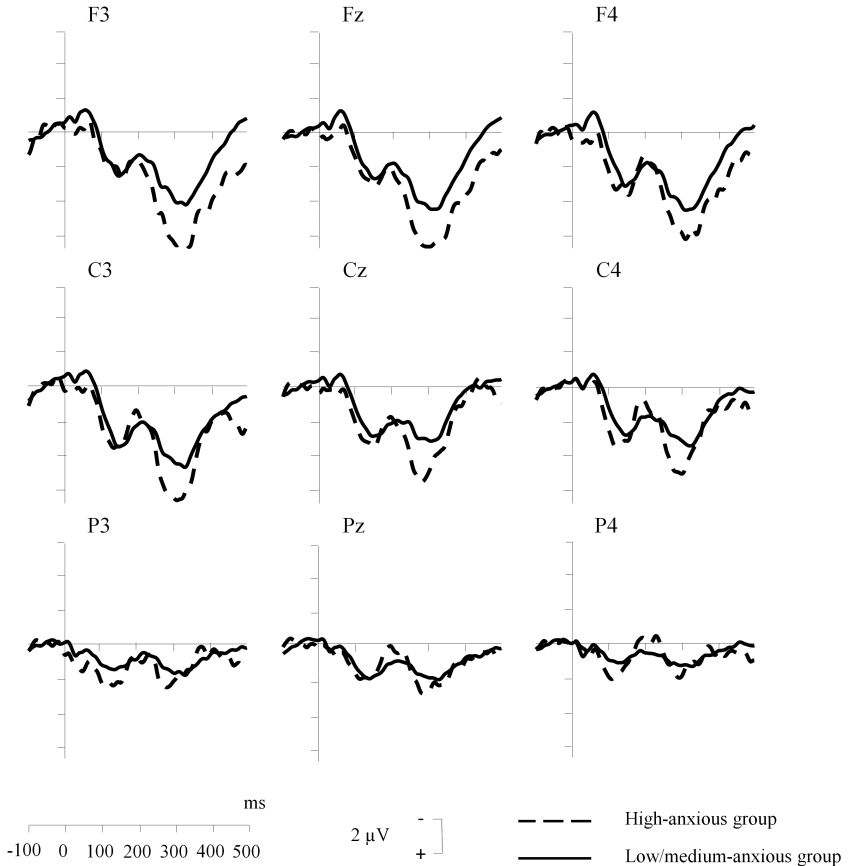 F3 Fz F4
C3 Cz C4
P3 Pz P4
ms
-100 0 100 200 300 400 500
2 µV
-
+
High-anxious group
Low/medium-anxious group